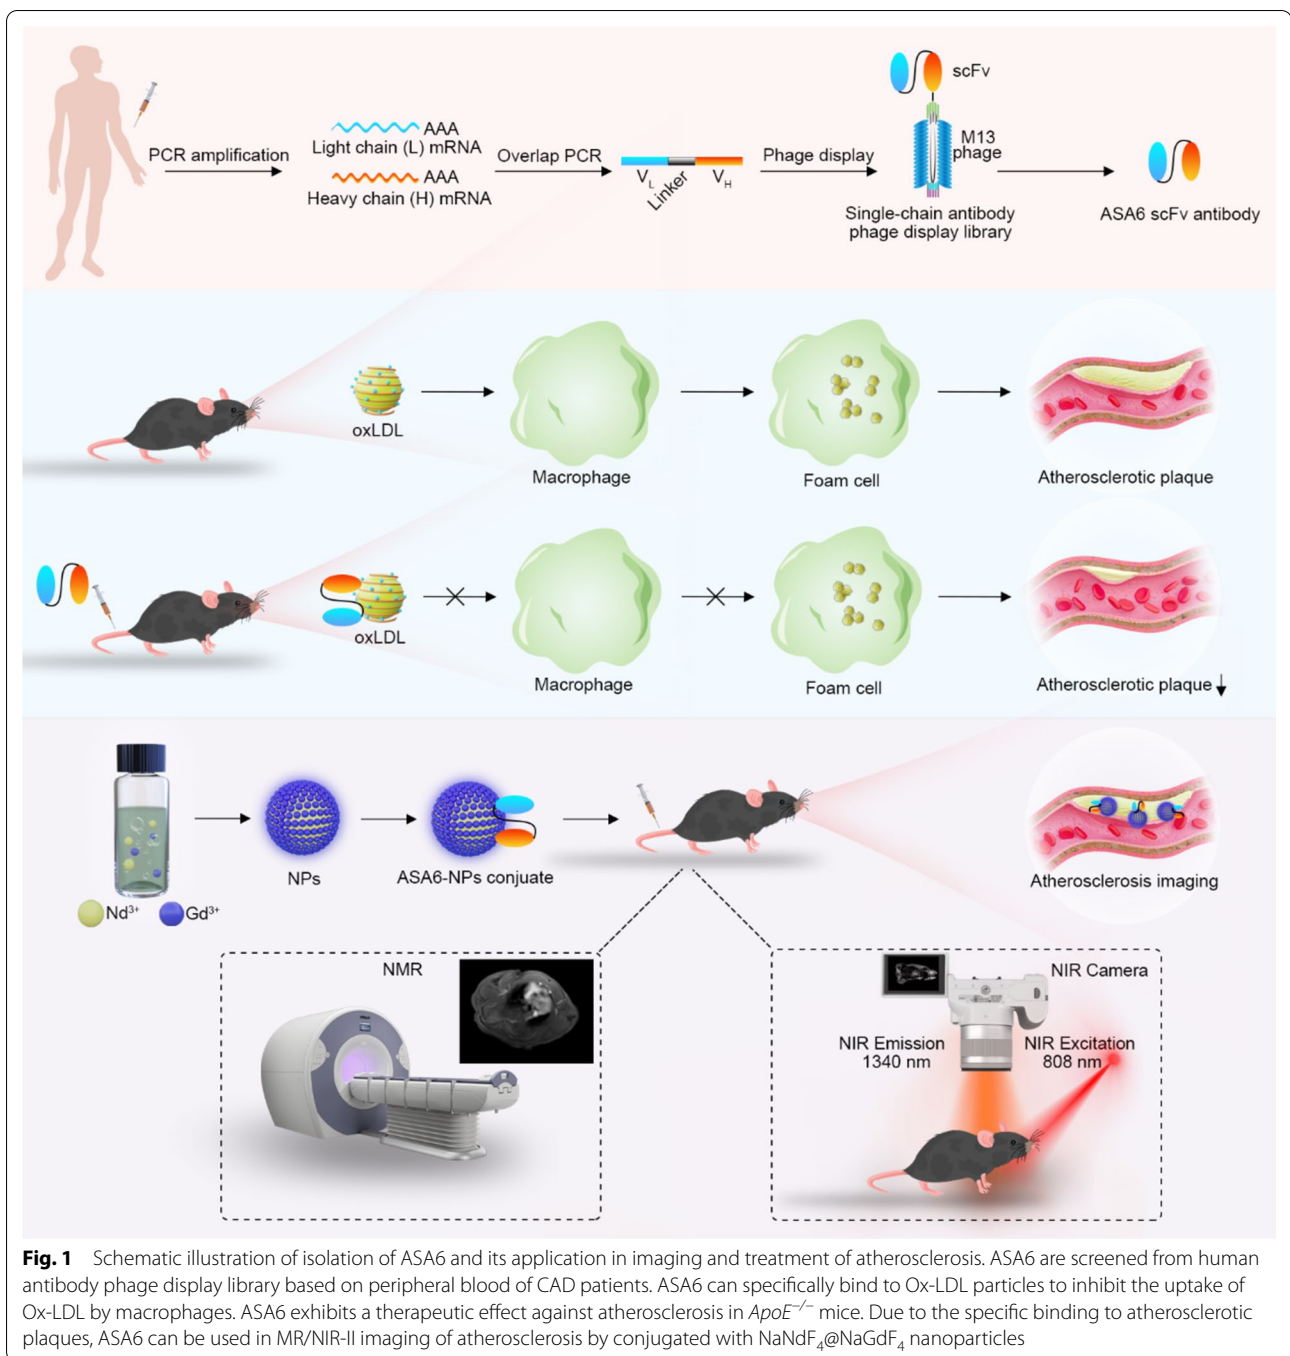 scFv
PCR amplification
AAA
Light chain (L) mRNA
AAA
Heavy chain (H) mRNA
Overlap PCR
V_L
Linker
V_H
Phage display
M13
phage
Single-chain antibody
phage display library
ASA6 scFv antibody
oxLDL
Macrophage
Foam cell
Atherosclerotic plaque
oxLDL
Macrophage
Foam cell
Atherosclerotic plaque ↓
NPs
ASA6-NPs conjuate
Atherosclerosis imaging
Nd³⁺ Gd³⁺
NMR
NIR Camera
NIR Emission
1340 nm
NIR Excitation
808 nm
Fig. 1 Schematic illustration of isolation of ASA6 and its application in imaging and treatment of atherosclerosis. ASA6 are screened from human
antibody phage display library based on peripheral blood of CAD patients. ASA6 can specifically bind to Ox-LDL particles to inhibit the uptake of
Ox-LDL by macrophages. ASA6 exhibits a therapeutic effect against atherosclerosis in ApoE⁻/⁻ mice. Due to the specific binding to atherosclerotic
plaques, ASA6 can be used in MR/NIR-II imaging of atherosclerosis by conjugated with NaNdF₄@NaGdF₄ nanoparticles